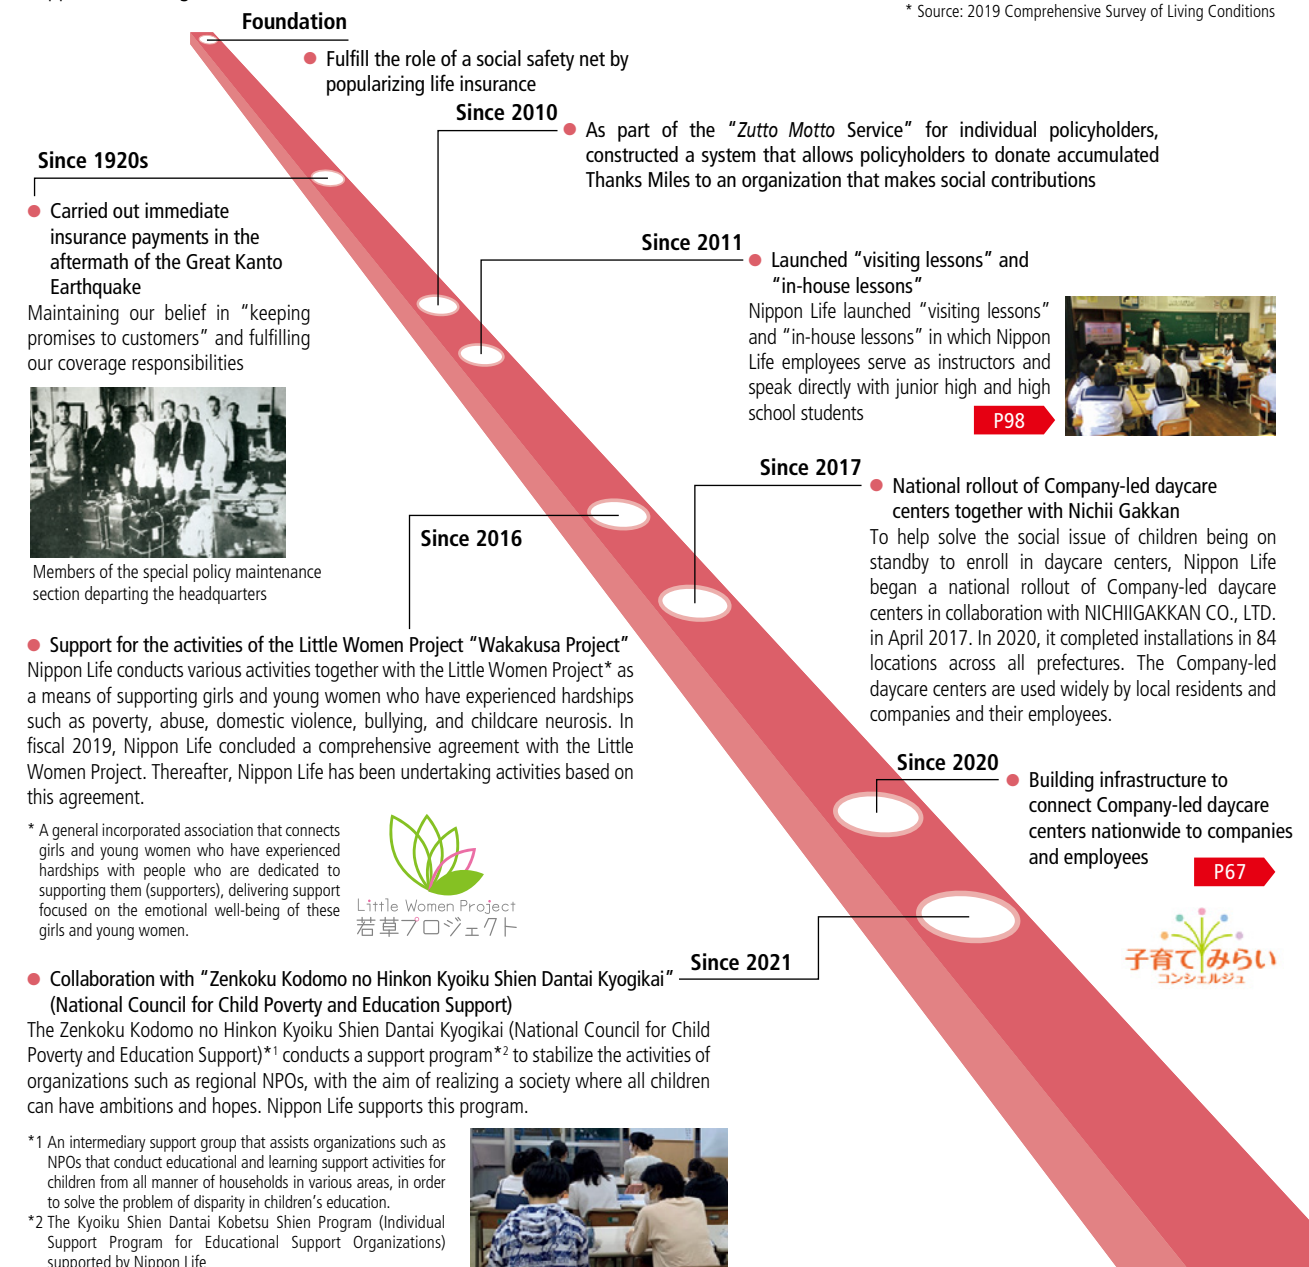 * Source: 2019 Comprehensive Survey of Living Conditions
Foundation
● Fulfill the role of a social safety net by
popularizing life insurance
Since 1920s
● Carried out immediate
insurance payments in the
aftermath of the Great Kanto
Earthquake
Maintaining our belief in “keeping
promises to customers” and fulfilling
our coverage responsibilities
Members of the special policy maintenance
section departing the headquarters
Since 2010
● As part of the “Zutto Motto Service” for individual policyholders,
constructed a system that allows policyholders to donate accumulated
Thanks Miles to an organization that makes social contributions
Since 2011
● Launched “visiting lessons” and
“in-house lessons”
Nippon Life launched “visiting lessons”
and “in-house lessons” in which Nippon
Life employees serve as instructors and
speak directly with junior high and high
school students
P98
Since 2016
● Support for the activities of the Little Women Project “Wakakusa Project”
Nippon Life conducts various activities together with the Little Women Project* as
a means of supporting girls and young women who have experienced hardships
such as poverty, abuse, domestic violence, bullying, and childcare neurosis. In
fiscal 2019, Nippon Life concluded a comprehensive agreement with the Little
Women Project. Thereafter, Nippon Life has been undertaking activities based on
this agreement.
* A general incorporated association that connects
girls and young women who have experienced
hardships with people who are dedicated to
supporting them (supporters), delivering support
focused on the emotional well-being of these
girls and young women.
Little Women Project
若草プロジェクト
Since 2017
● National rollout of Company-led daycare
centers together with Nichii Gakkan
To help solve the social issue of children being on
standby to enroll in daycare centers, Nippon Life
began a national rollout of Company-led daycare
centers in collaboration with NICHIIGAKKAN CO., LTD.
in April 2017. In 2020, it completed installations in 84
locations across all prefectures. The Company-led
daycare centers are used widely by local residents and
companies and their employees.
Since 2020
● Building infrastructure to
connect Company-led daycare
centers nationwide to companies
and employees
P67
子育てみらい
コンシェルジュ
Since 2021
● Collaboration with “Zenkoku Kodomo no Hinkon Kyoiku Shien Dantai Kyogikai”
(National Council for Child Poverty and Education Support)
The Zenkoku Kodomo no Hinkon Kyoiku Shien Dantai Kyogikai (National Council for Child
Poverty and Education Support)*1 conducts a support program*2 to stabilize the activities of
organizations such as regional NPOs, with the aim of realizing a society where all children
can have ambitions and hopes. Nippon Life supports this program.
*1 An intermediary support group that assists organizations such as
NPOs that conduct educational and learning support activities for
children from all manner of households in various areas, in order
to solve the problem of disparity in children’s education.
*2 The Kyoiku Shien Dantai Kobetsu Shien Program (Individual
Support Program for Educational Support Organizations)
supported by Nippon Life